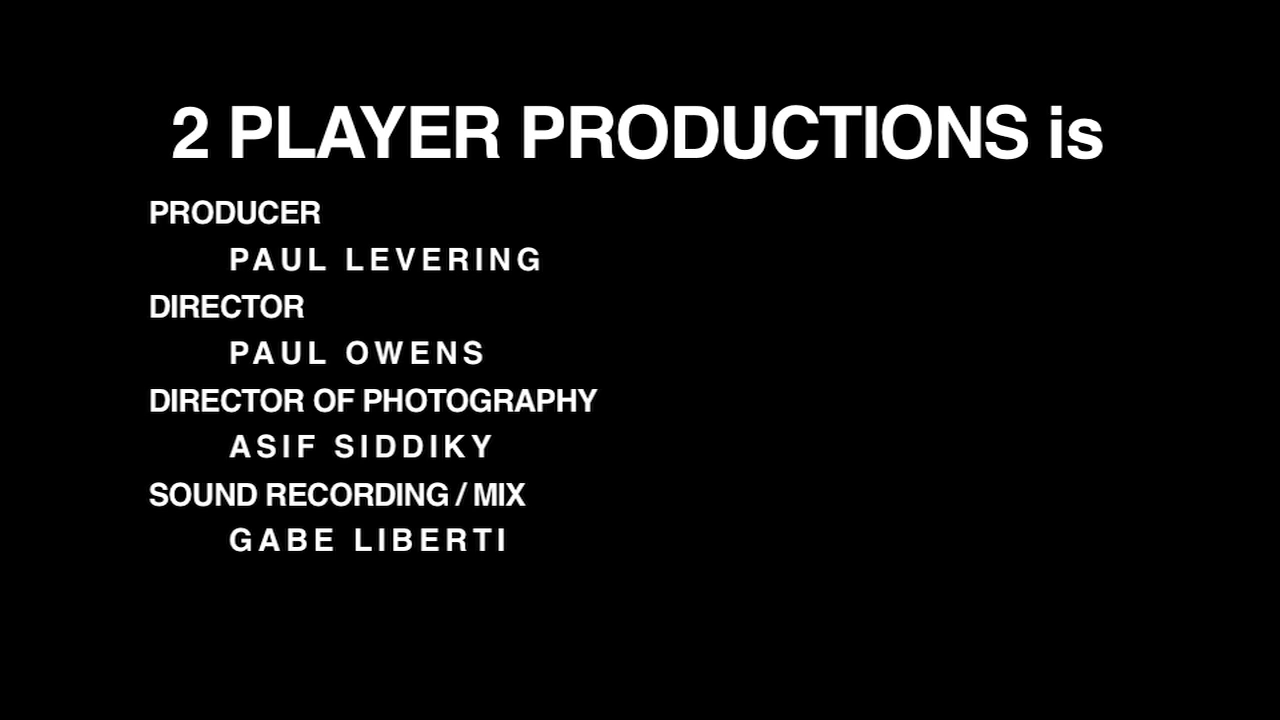 2 PLAYER PRODUCTIONS is
PRODUCER
PAUL LEVERING
DIRECTOR
PAUL OWENS
DIRECTOR OF PHOTOGRAPHY
ASIF SIDDIKY
SOUND RECORDING / MIX
GABE LIBERTI